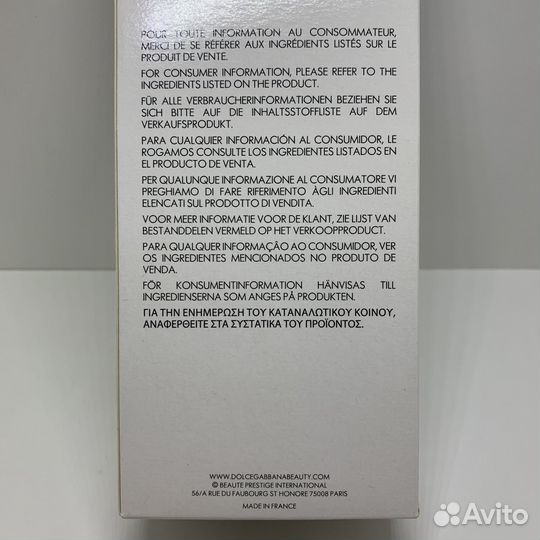 POUR TOUTE INFORMATION AU CONSOMMATEUR,
MERCI DE SE RÉFÉRER AUX INGRÉDIENTS LISTÉS SUR LE
PRODUIT DE VENTE.
FOR CONSUMER INFORMATION, PLEASE REFER TO THE
INGREDIENTS LISTED ON THE PRODUCT.
FÜR ALLE VERBRAUCHERINFORMATIONEN BEZIEHEN SIE
SICH BITTE AUF DIE INHALTSSTOFFLISTE AUF DEM
VERKAUFSPRODUKT.
PARA CUALQUIER INFORMACIÓN AL CONSUMIDOR, LE
ROGAMOS CONSULTE LOS INGREDIENTES LISTADOS EN
EL PRODUCTO DE VENTA.
PER QUALUNQUE INFORMAZIONE AL CONSUMATORE VI
PREGHIAMO DI FARE RIFERIMENTO ÀGLI INGREDIENTI
ELENCATI SUL PRODOTTO DI VENDITA.
VOOR MEER INFORMATIE VOOR DE KLANT, ZIE LIJST VAN
BESTANDDELEN VERMELD OP HET VERKOOPPRODUCT.
PARA QUALQUER INFORMAÇÂO AO CONSUMIDOR, VER
OS INGREDIENTES MENCIONADOS NO PRODUTO DE
VENDA.
FÖR KONSUMENTINFORMATION HÄNVISAS TILL
INGREDIENSERNA SOM ANGES PÅ PRODUKTEN.
ΓΙΑ ΤΗΝ ΕΝΗΜΕΡΩΣΗ ΤΟΥ ΚΑΤΑΝΑΛΩΤΙΚΟΥ ΚΟΙΝΟΥ,
ΑΝΑΦΕΡΘΕΙΤΕ ΣΤΑ ΣΥΣΤΑΤΙΚΑ ΤΟΥ ΠΡΟΪΟΝΤΟΣ.
WWW.DOLCEGABBANABEAUTY.COM
© BEAUTE PRESTIGE INTERNATIONAL
56/A RUE DU FAUBOURG ST HONORE 75008 PARIS
MADE IN FRANCE
Avito